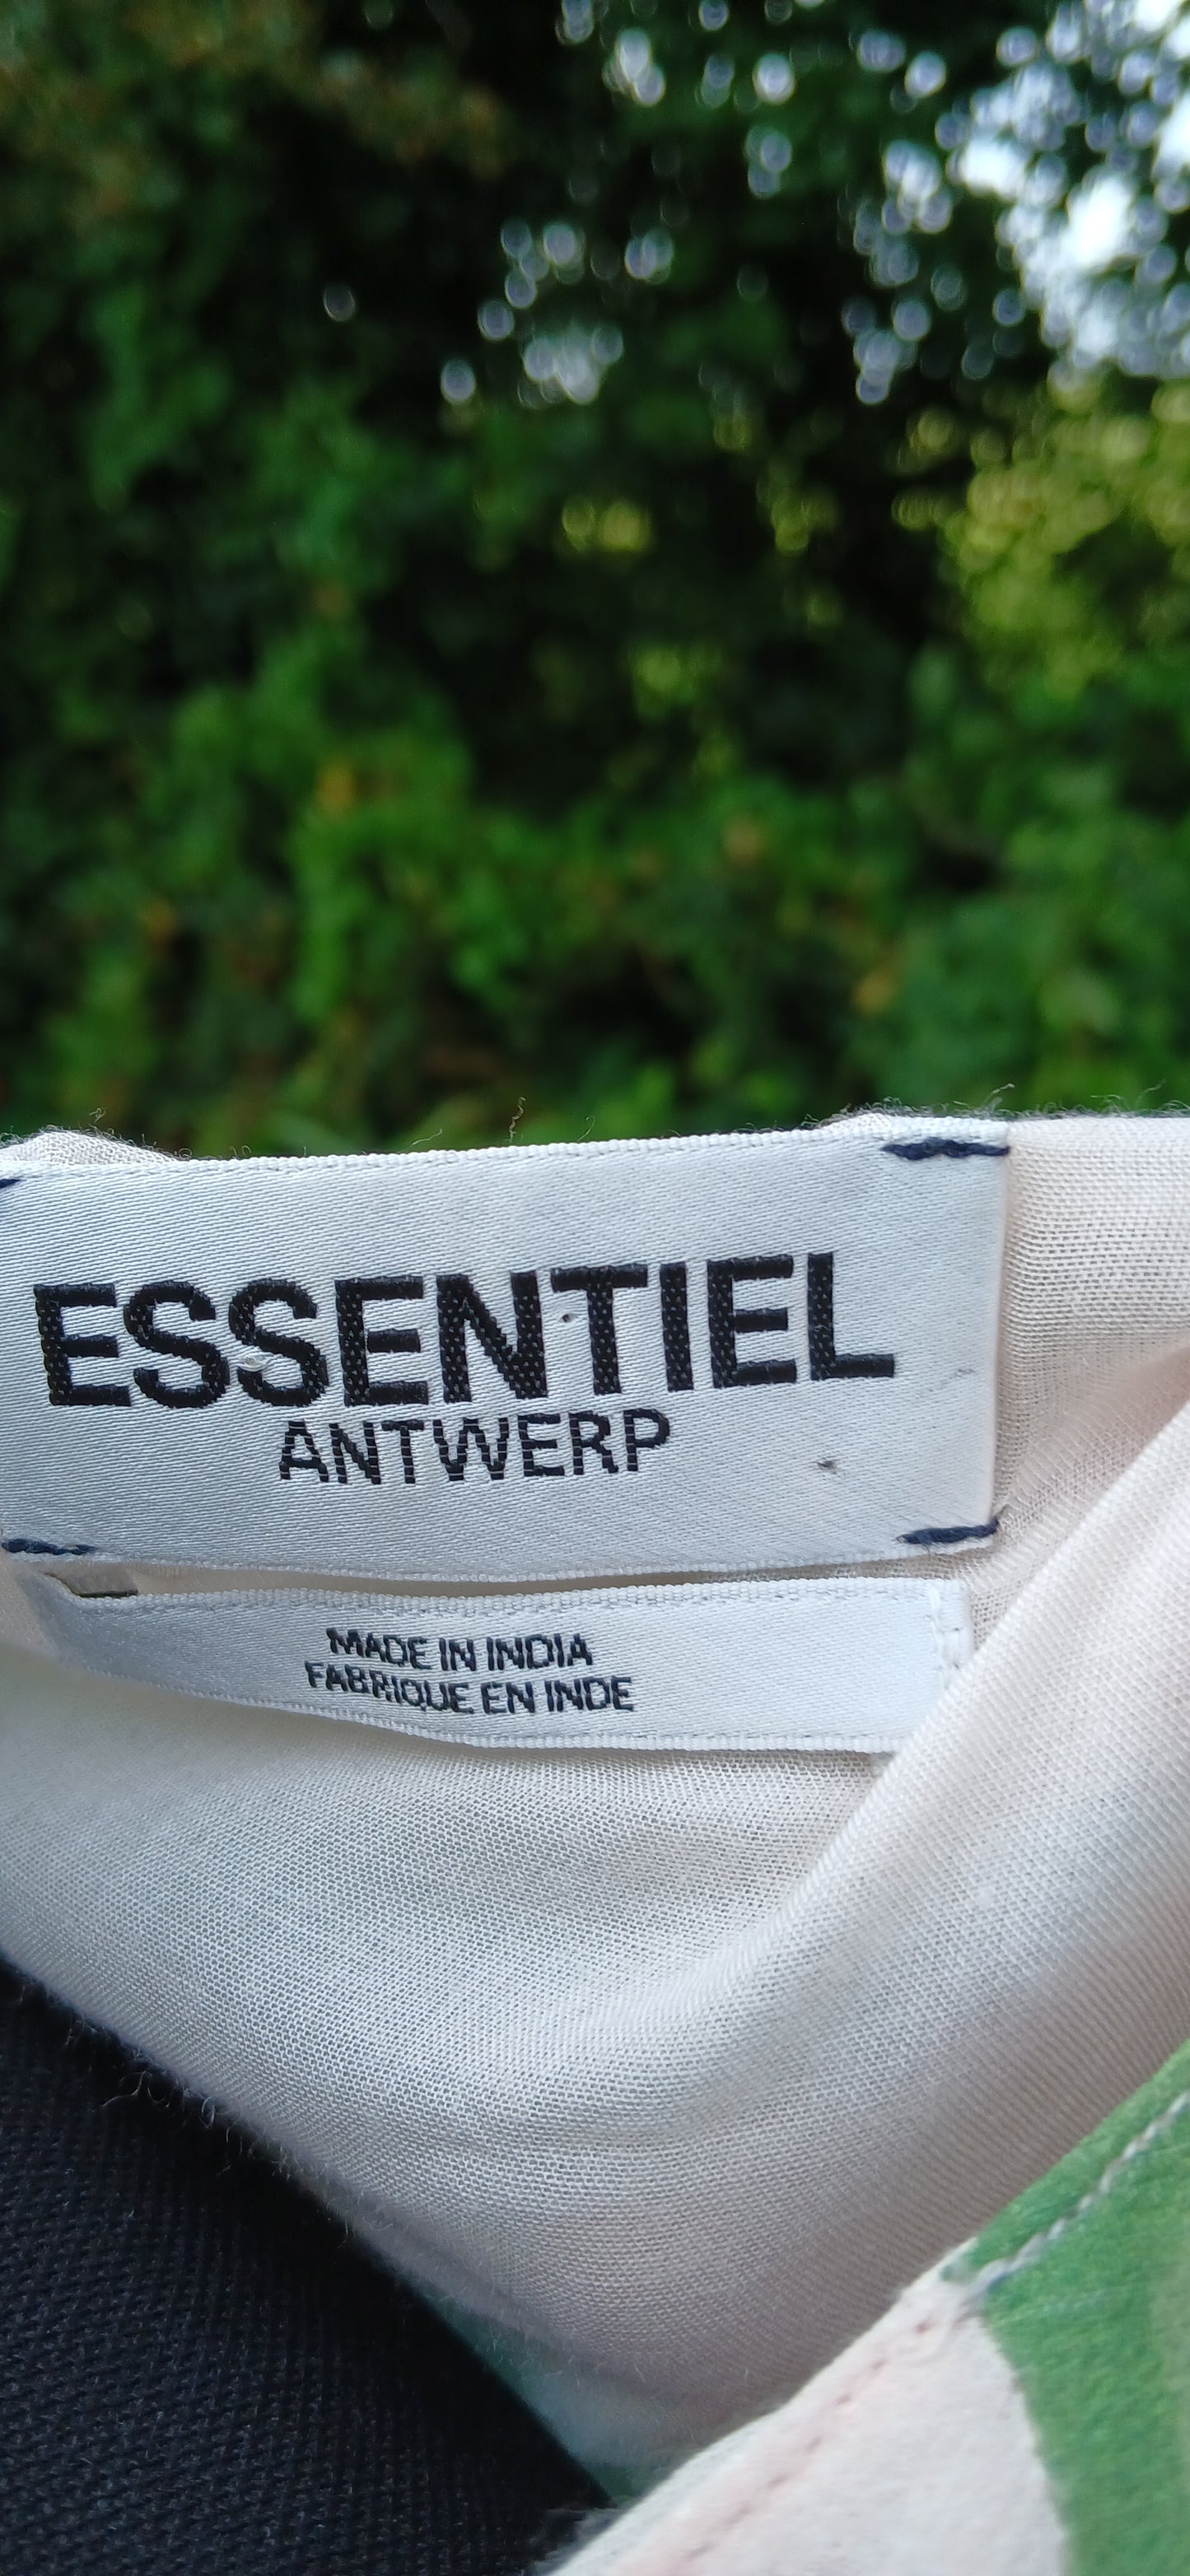 ESSENTIEL
ANTWERP
MADE IN INDIA
FABRIQUE EN INDE